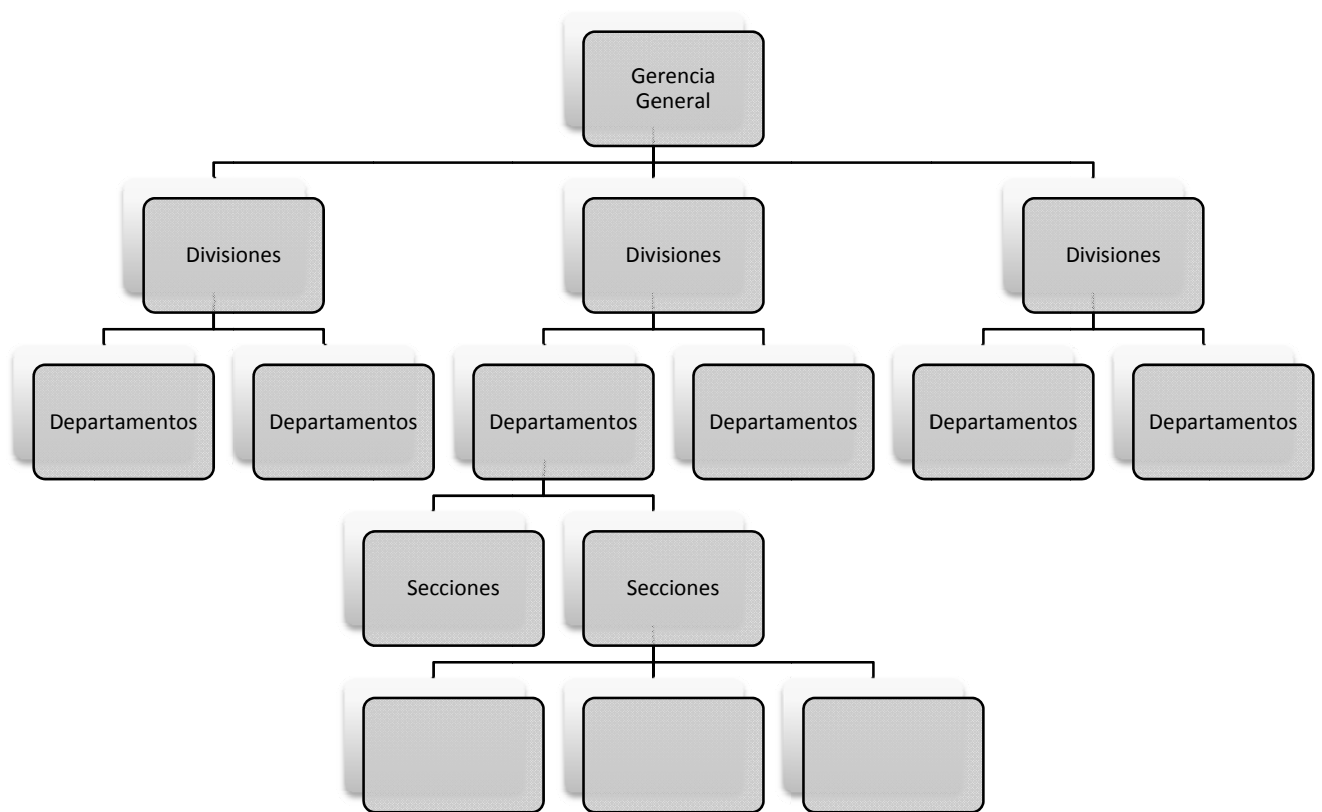 Gerencia
General
Divisiones
Divisiones
Divisiones
Departamentos
Departamentos
Departamentos
Departamentos
Departamentos
Departamentos
Secciones
Secciones